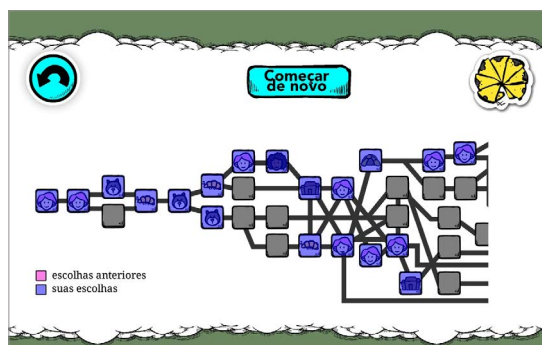 Começar
de novo
escolhas anteriores
suas escolhas